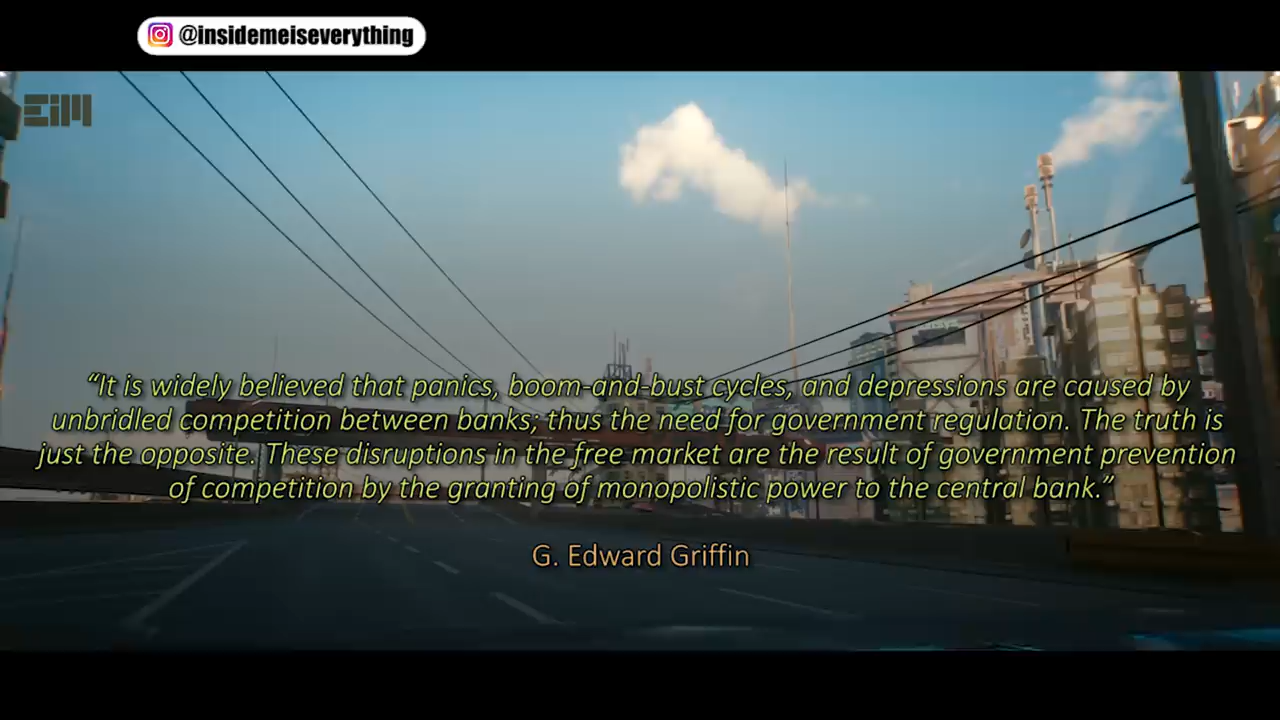 @insidemeiseverything
EiM
“It is widely believed that panics, boom-and-bust cycles, and depressions are caused by
unbridled competition between banks; thus the need for government regulation. The truth is
just the opposite. These disruptions in the free market are the result of government prevention
of competition by the granting of monopolistic power to the central bank.”
G. Edward Griffin